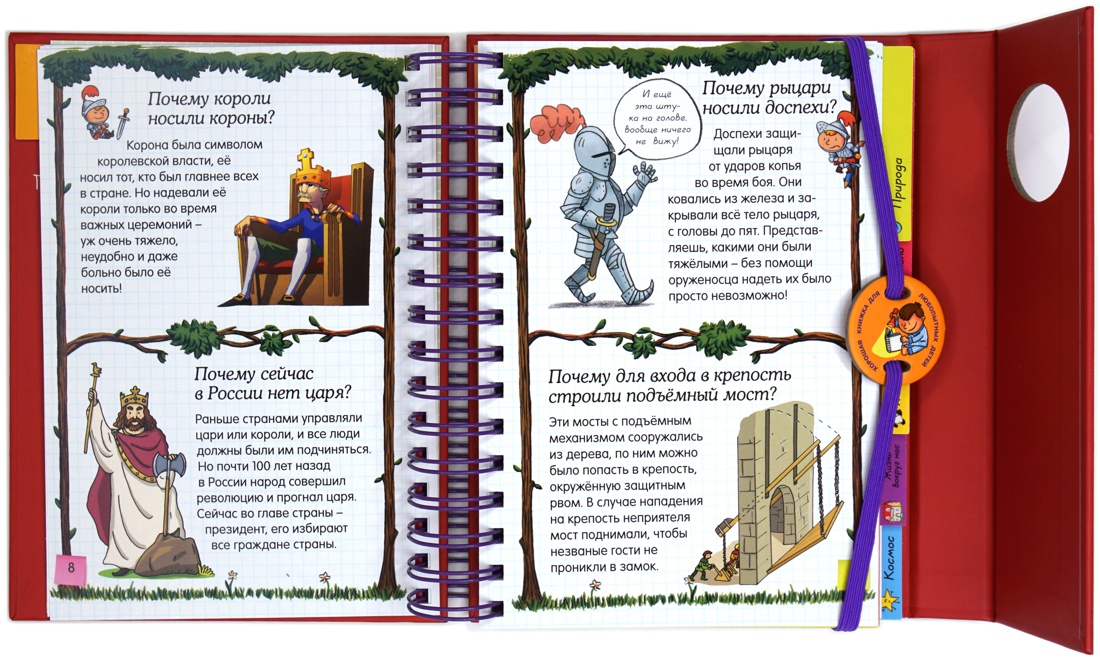 Почему короли
носили короны?
Корона была символом
королевской власти, её
носил тот, кто был главнее всех
в стране. Но надевали её
короли только во время
важных церемоний –
уж очень тяжело,
неудобно и даже
больно было её
носить!
Почему сейчас
в России нет царя?
Раньше странами управляли
цари или короли, и все люди
должны были им подчиняться.
Но почти 100 лет назад
в России народ совершил
революцию и прогнал царя.
Сейчас во главе страны –
президент, его избирают
все граждане страны.
8
Почему рыцари
носили доспехи?
И ещё
эта шту-
ка на голове,
вообще ничего
не вижу!
Доспехи защи-
щали рыцаря
от ударов копья
во время боя. Они
ковались из железа и за-
крывали всё тело рыцаря,
с головы до пят. Представ-
ляешь, какими они были
тяжёлыми – без помощи
оруженосца надеть их было
просто невозможно!
Почему для входа в крепость
строили подъёмный мост?
Эти мосты с подъёмным
механизмом сооружались
из дерева, по ним можно
было попасть в крепость,
окружённую защитным
рвом. В случае нападения
на крепость неприятеля
мост поднимали, чтобы
незваные гости не
проникли в замок.
Природа
ХОРОШАЯ КНИЖКА ДЛЯ ЛЮБОПЫТНЫХ ДЕТЕЙ
Жизнь
вокруг нас
Космос